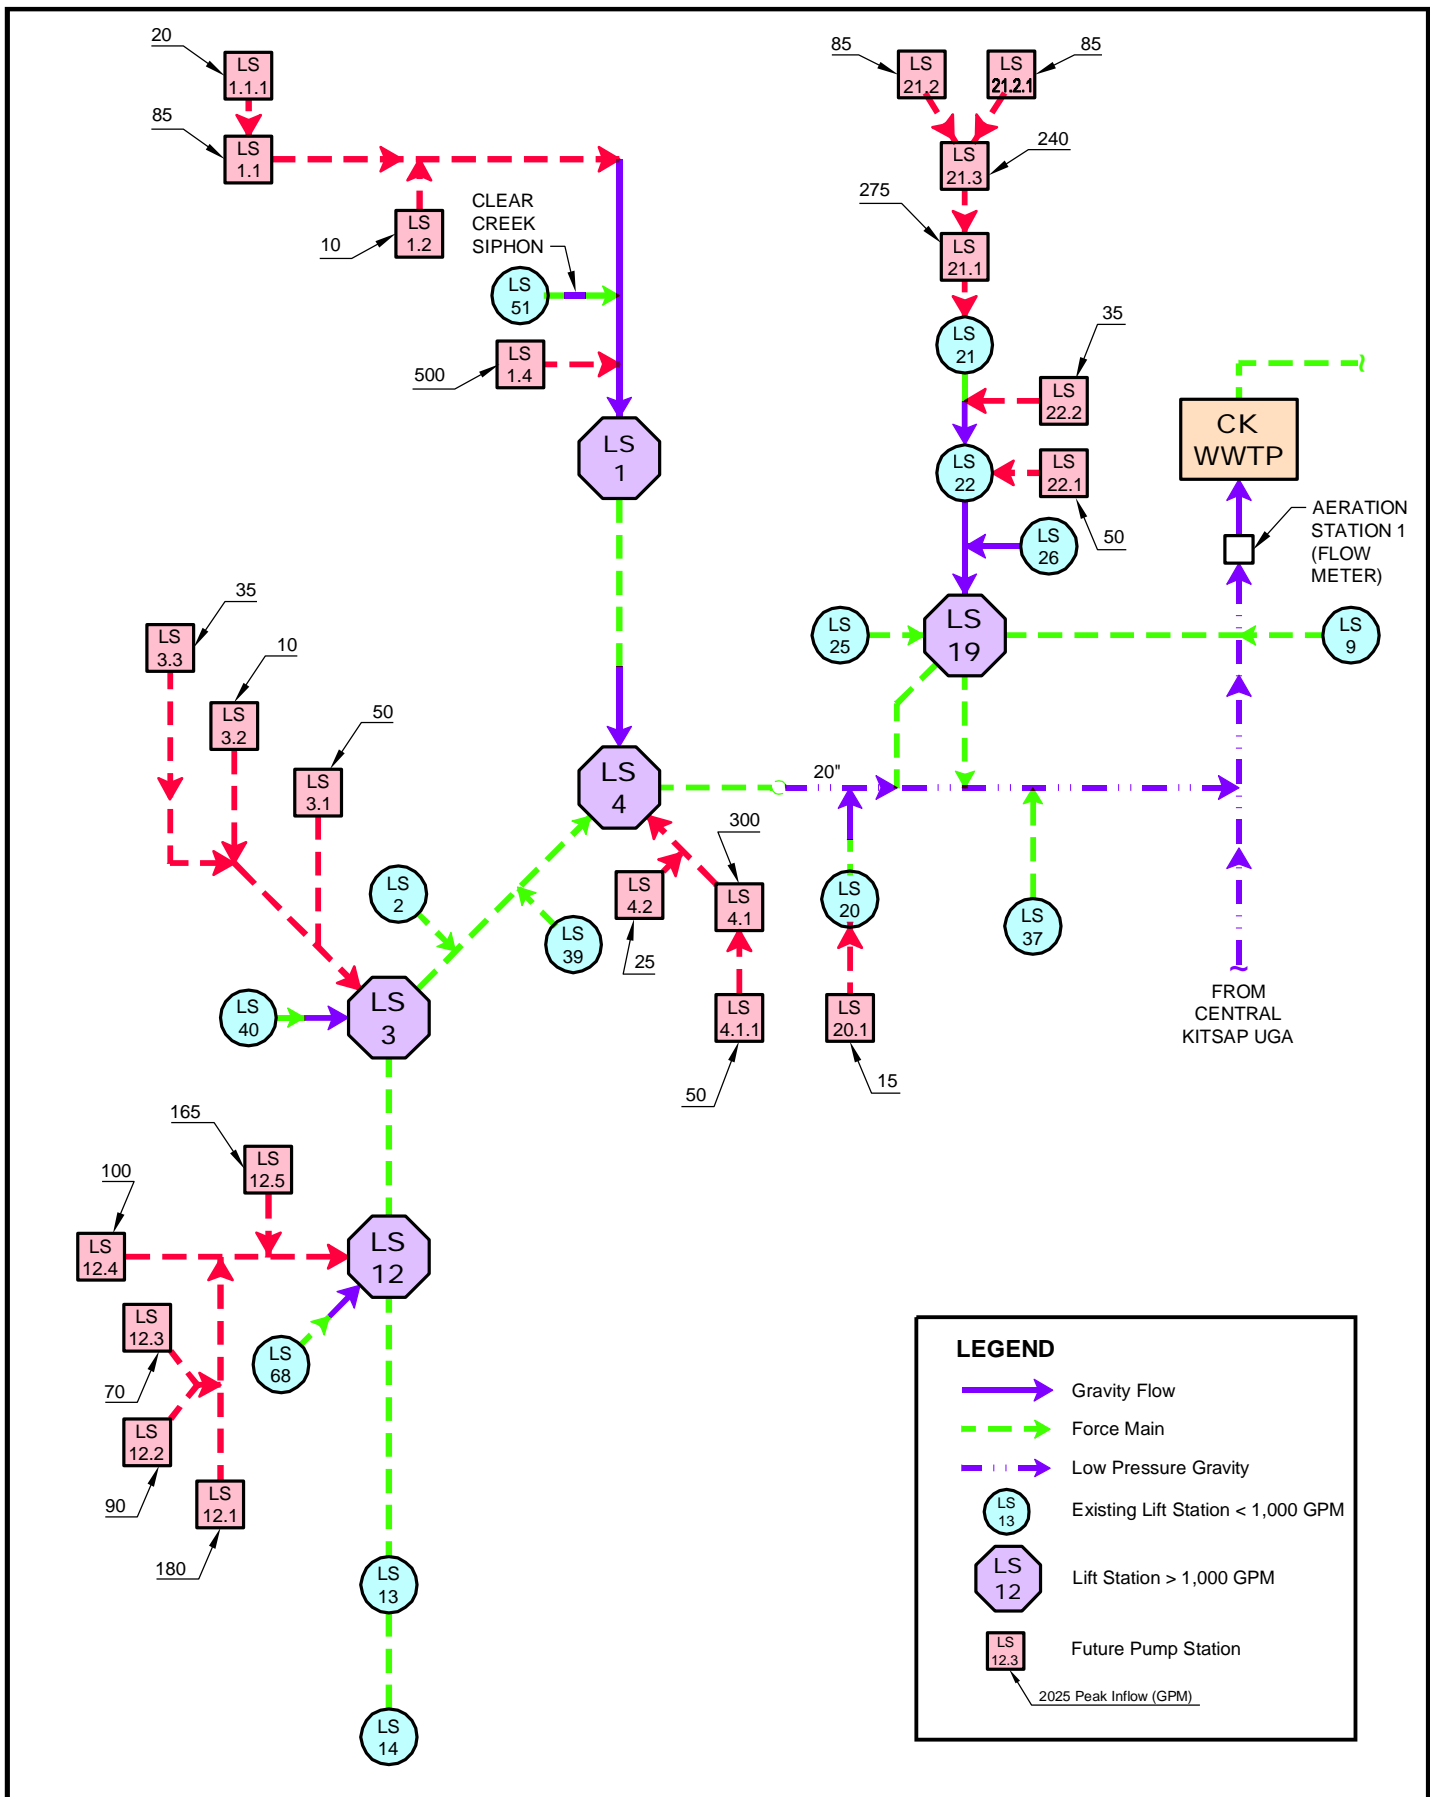 20
LS
1.1.1
85
LS
1.1
10
LS
1.2
CLEAR
CREEK
SIPHON
LS
51
500
LS
1.4
LS
1
85
LS
21.2
85
LS
21.2.1
240
LS
21.3
275
LS
21.1
LS
21
35
LS
22.2
LS
22
LS
22.1
50
LS
26
CK
WWTP
AERATION
STATION 1
(FLOW
METER)
LS
25
LS
19
LS
9
35
LS
3.3
10
LS
3.2
50
LS
3.1
LS
4
20"
300
LS
4.2
25
LS
4.1
LS
4.1.1
50
LS
20
LS
20.1
15
LS
37
FROM
CENTRAL
KITSAP UGA
LS
2
LS
39
LS
40
LS
3
165
LS
12.5
100
LS
12.4
LS
12
LS
12.3
70
LS
12.2
90
LS
12.1
180
LS
68
LS
13
LS
14
LEGEND
Gravity Flow
Force Main
Low Pressure Gravity
LS
13
Existing Lift Station < 1,000 GPM
LS
12
Lift Station > 1,000 GPM
LS
12.3
Future Pump Station
2025 Peak Inflow (GPM)